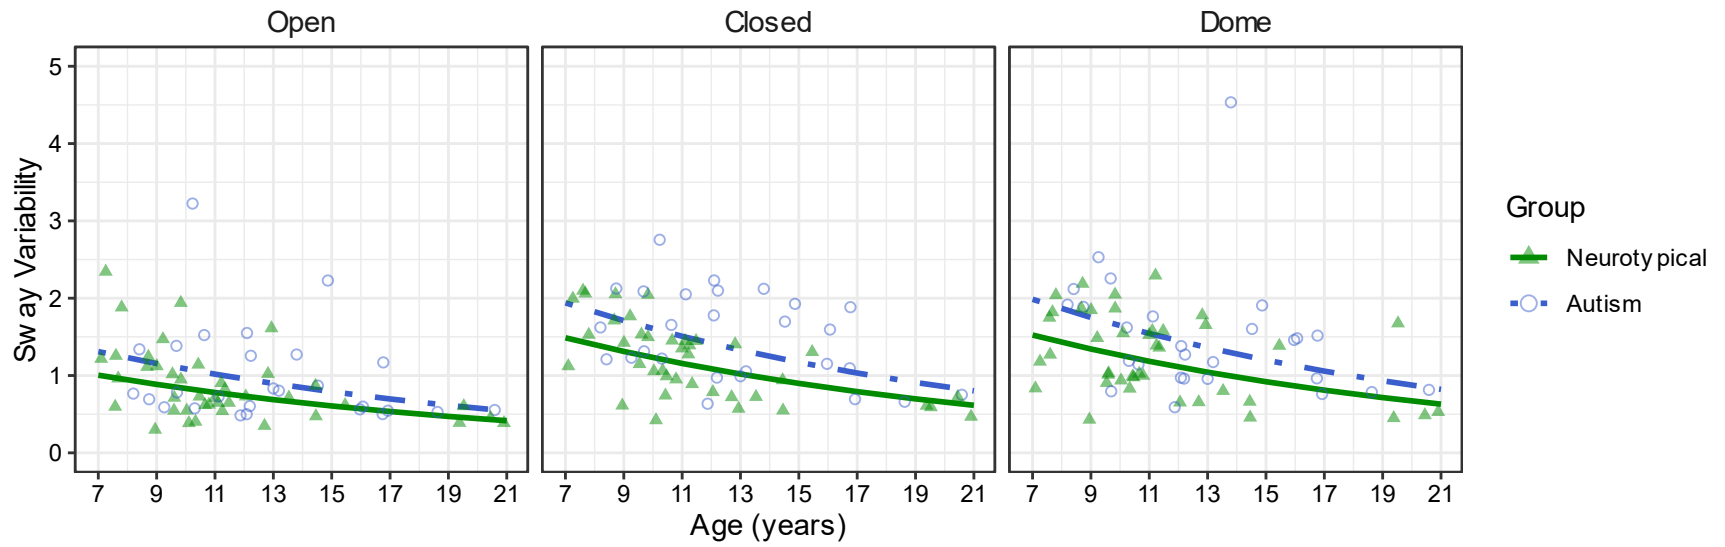 Open Closed Dome
5
4
3
2
1
0
Sway Variability
7 9 11 13 15 17 19 21 7 9 11 13 15 17 19 21 7 9 11 13 15 17 19 21
Age (years)
Group
Neurotypical
Autism